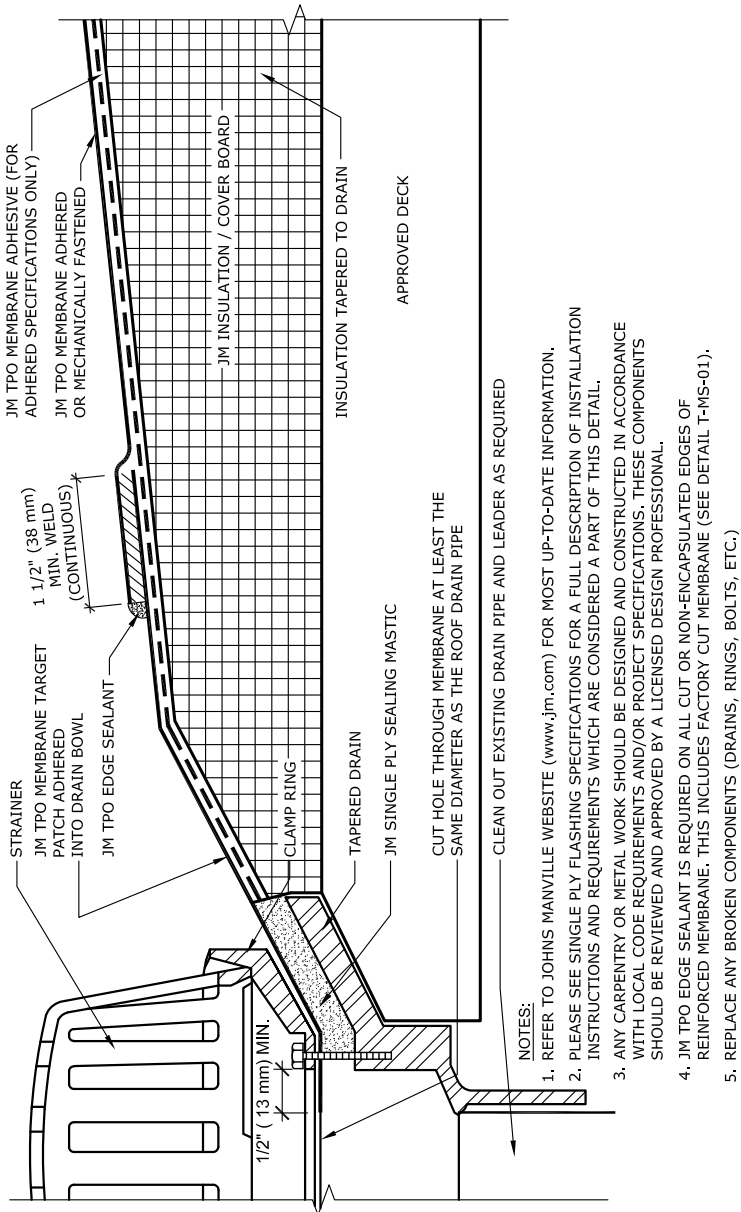 STRAINER
JM TPO MEMBRANE TARGET
PATCH ADHERED
INTO DRAIN BOWL
JM TPO EDGE SEALANT
1 1/2" (38 mm)
MIN. WELD
(CONTINUOUS)
JM TPO MEMBRANE ADHESIVE (FOR
ADHERED SPECIFICATIONS ONLY)
JM TPO MEMBRANE ADHERED
OR MECHANICALLY FASTENED
JM INSULATION / COVER BOARD
CLAMP RING
1/2" ( 13 mm) MIN.
INSULATION TAPERED TO DRAIN
TAPERED DRAIN
JM SINGLE PLY SEALING MASTIC
APPROVED DECK
CUT HOLE THROUGH MEMBRANE AT LEAST THE
SAME DIAMETER AS THE ROOF DRAIN PIPE
CLEAN OUT EXISTING DRAIN PIPE AND LEADER AS REQUIRED
NOTES:
1. REFER TO JOHNS MANVILLE WEBSITE (www.jm.com) FOR MOST UP-TO-DATE INFORMATION.
2. PLEASE SEE SINGLE PLY FLASHING SPECIFICATIONS FOR A FULL DESCRIPTION OF INSTALLATION
INSTRUCTIONS AND REQUIREMENTS WHICH ARE CONSIDERED A PART OF THIS DETAIL.
3. ANY CARPENTRY OR METAL WORK SHOULD BE DESIGNED AND CONSTRUCTED IN ACCORDANCE
WITH LOCAL CODE REQUIREMENTS AND/OR PROJECT SPECIFICATIONS. THESE COMPONENTS
SHOULD BE REVIEWED AND APPROVED BY A LICENSED DESIGN PROFESSIONAL.
4. JM TPO EDGE SEALANT IS REQUIRED ON ALL CUT OR NON-ENCAPSULATED EDGES OF
REINFORCED MEMBRANE. THIS INCLUDES FACTORY CUT MEMBRANE (SEE DETAIL T-MS-01).
5. REPLACE ANY BROKEN COMPONENTS (DRAINS, RINGS, BOLTS, ETC.)